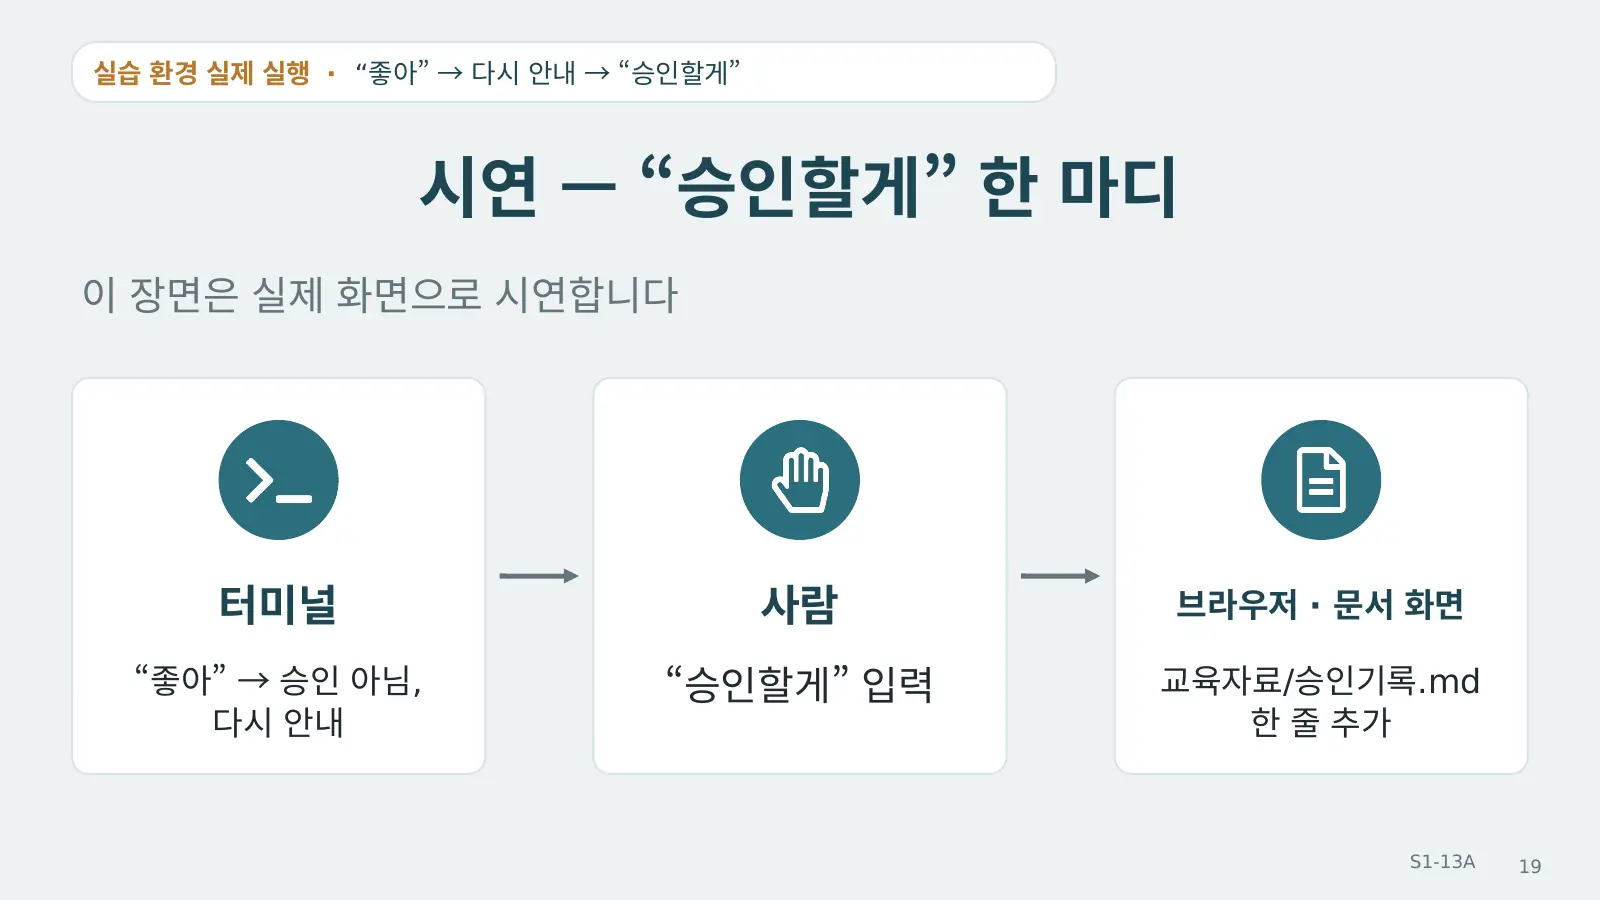 실습 환경 실제 실행 · “좋아” → 다시 안내 → “승인할게”
시연 — “승인할게” 한 마디
이 장면은 실제 화면으로 시연합니다
터미널
“좋아” → 승인 아님,
다시 안내
사람
“승인할게” 입력
브라우저 · 문서 화면
교육자료/승인기록.md
한 줄 추가
S1-13A
19